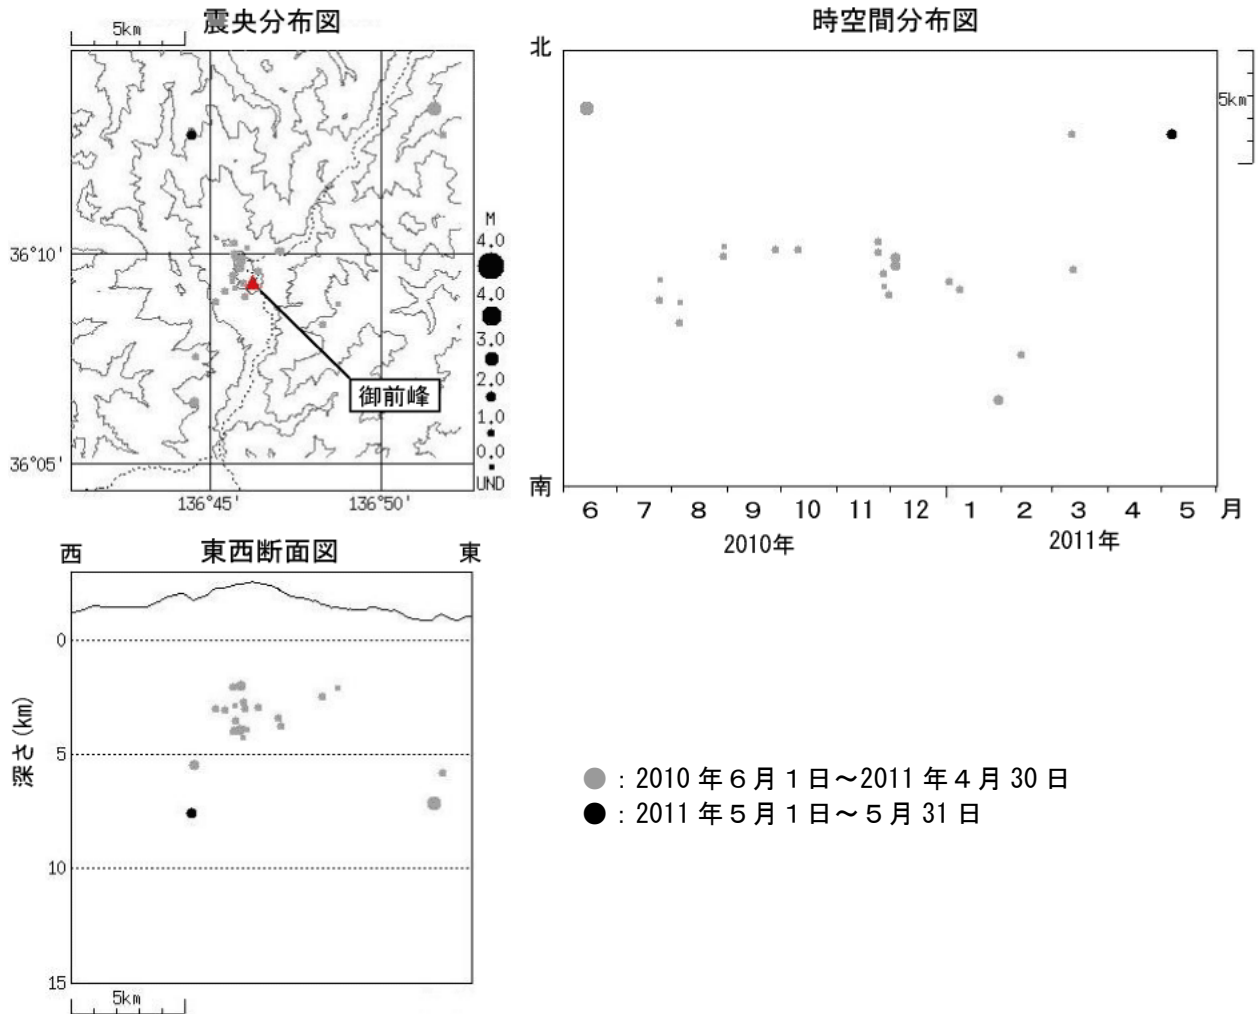 震央分布図
5km
36°10'
36°05'
136°45'
136°50'
御前峰
M
4.0
4.0
3.0
2.0
1.0
0.0
UND
時空間分布図
北
南
5km
6 7 8 9 10 11 12 1 2 3 4 5 月
2010年 2011年
東西断面図
西 東
0
5
10
15
深さ(km)
5km
●：2010年6月1日～2011年4月30日
●：2011年5月1日～5月31日